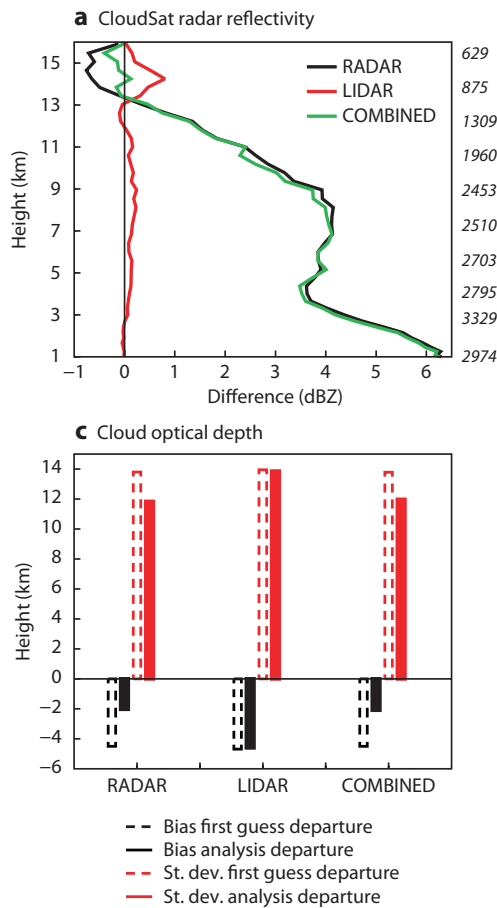 a CloudSat radar reflectivity
Height (km)
16
15
13
11
9
7
5
3
1
RADAR
LIDAR
COMBINED
629
875
1309
1960
2453
2510
2703
2795
3329
2974
−1 0 1 2 3 4 5 6
Difference (dBZ)
c Cloud optical depth
Height (km)
14
12
10
8
6
4
2
0
−2
−4
−6
RADAR LIDAR COMBINED
Bias first guess departure
Bias analysis departure
St. dev. first guess departure
St. dev. analysis departure